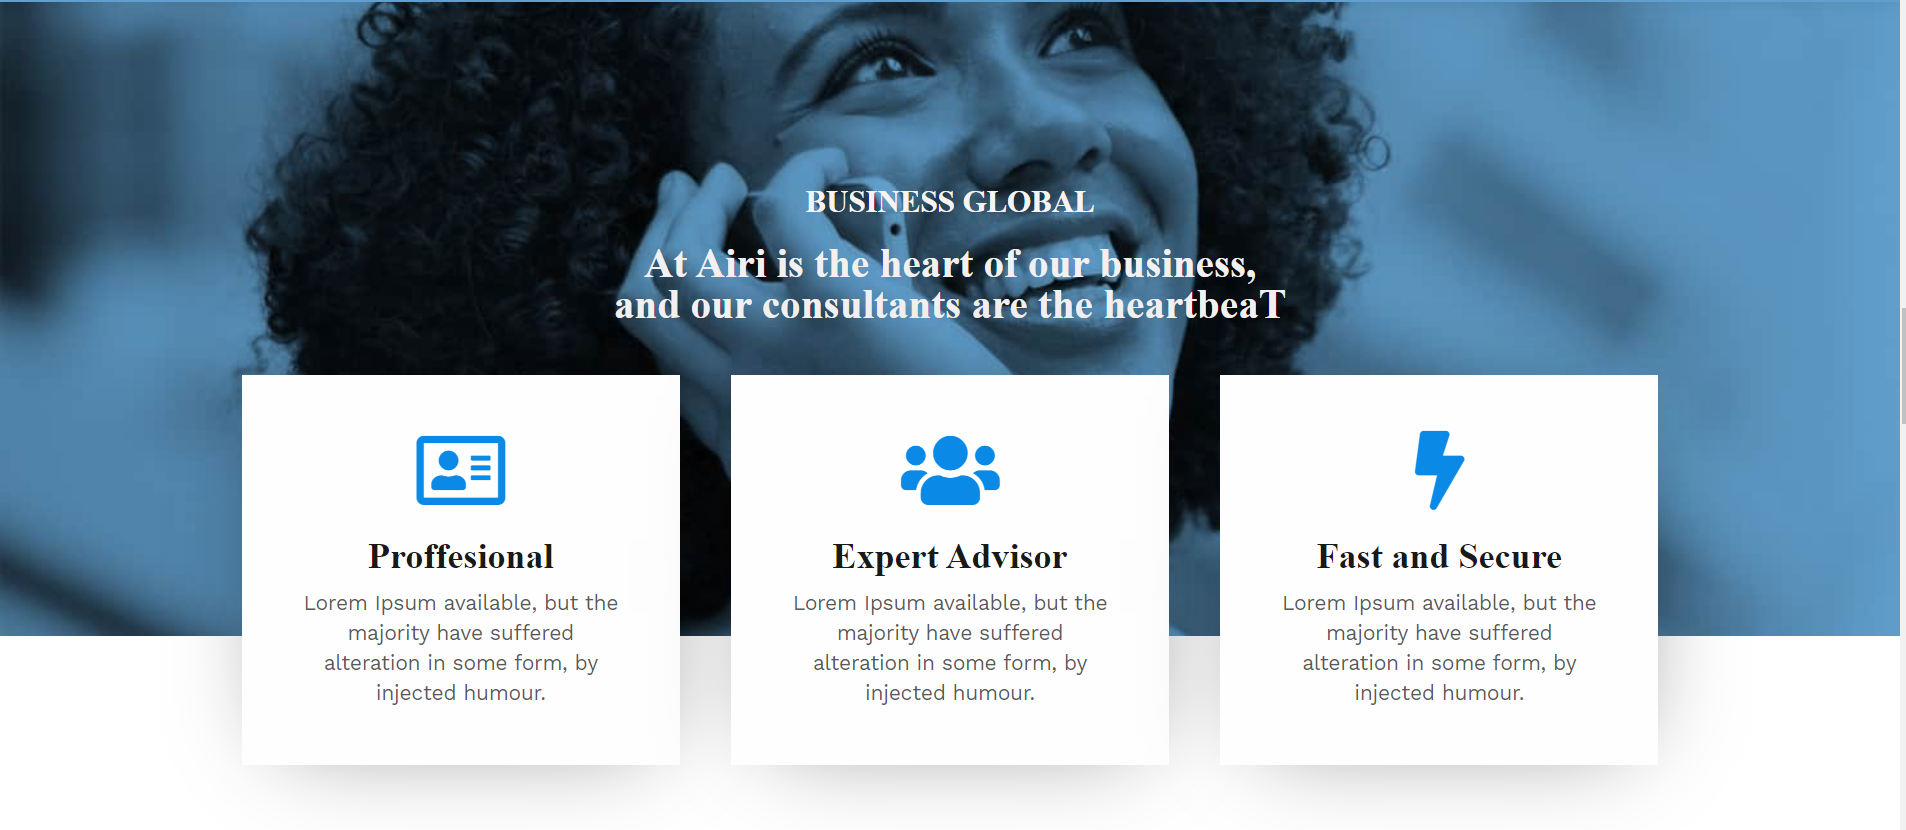 BUSINESS GLOBAL
At Airi is the heart of our business,
and our consultants are the heartbeaT
Proffesional
Lorem Ipsum available, but the
majority have suffered
alteration in some form, by
injected humour.
Expert Advisor
Lorem Ipsum available, but the
majority have suffered
alteration in some form, by
injected humour.
Fast and Secure
Lorem Ipsum available, but the
majority have suffered
alteration in some form, by
injected humour.